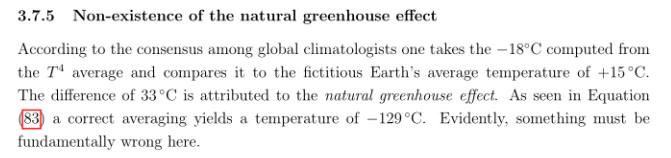 3.7.5 Non-existence of the natural greenhouse effect
According to the consensus among global climatologists one takes the −18°C computed from
the T⁴ average and compares it to the fictitious Earth's average temperature of +15 °C.
The difference of 33 °C is attributed to the natural greenhouse effect. As seen in Equation
(83) a correct averaging yields a temperature of −129 °C. Evidently, something must be
fundamentally wrong here.